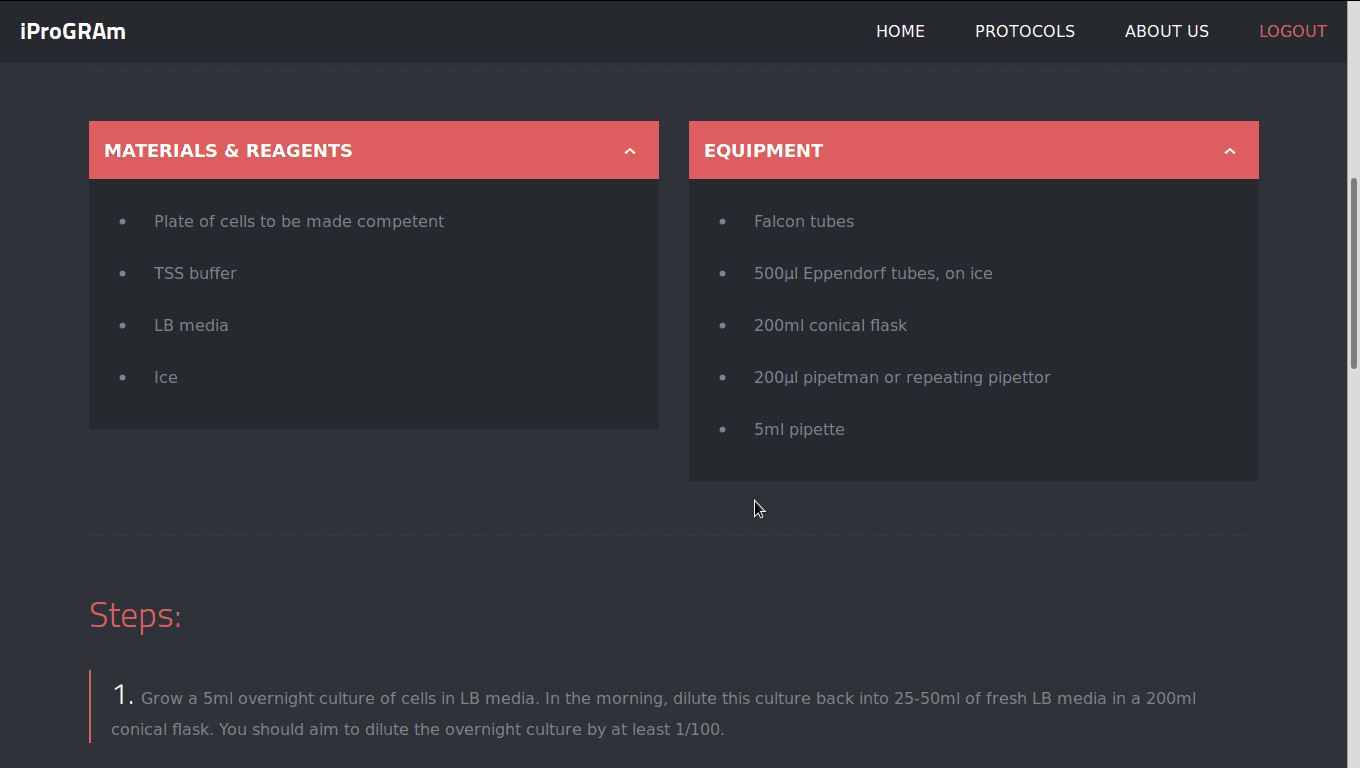 iProGRAm
HOME PROTOCOLS ABOUT US LOGOUT
MATERIALS & REAGENTS
• Plate of cells to be made competent
• TSS buffer
• LB media
• Ice
EQUIPMENT
• Falcon tubes
• 500µl Eppendorf tubes, on ice
• 200ml conical flask
• 200µl pipetman or repeating pipettor
• 5ml pipette
Steps:
1. Grow a 5ml overnight culture of cells in LB media. In the morning, dilute this culture back into 25-50ml of fresh LB media in a 200ml
conical flask. You should aim to dilute the overnight culture by at least 1/100.